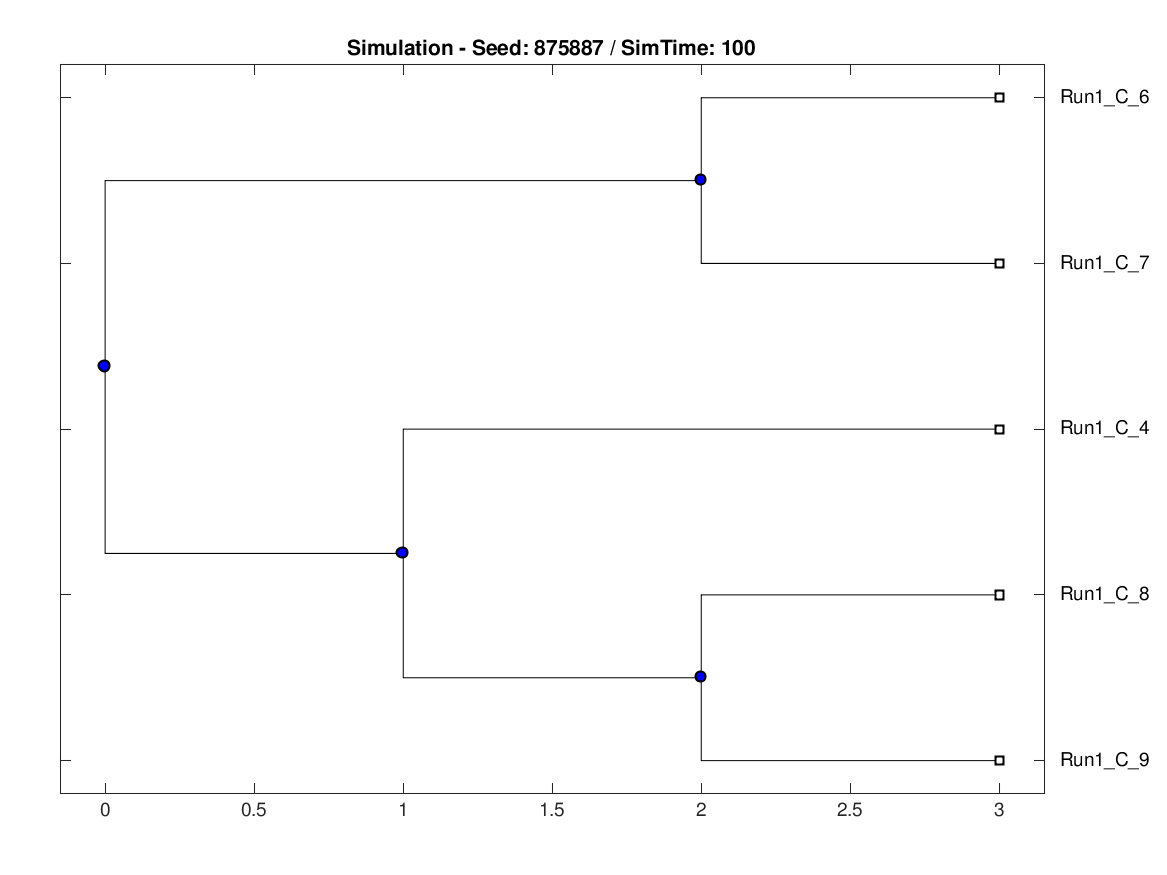 Simulation - Seed: 875887 / SimTime: 100
Run1_C_6
Run1_C_7
Run1_C_4
Run1_C_8
Run1_C_9
0 0.5 1 1.5 2 2.5 3